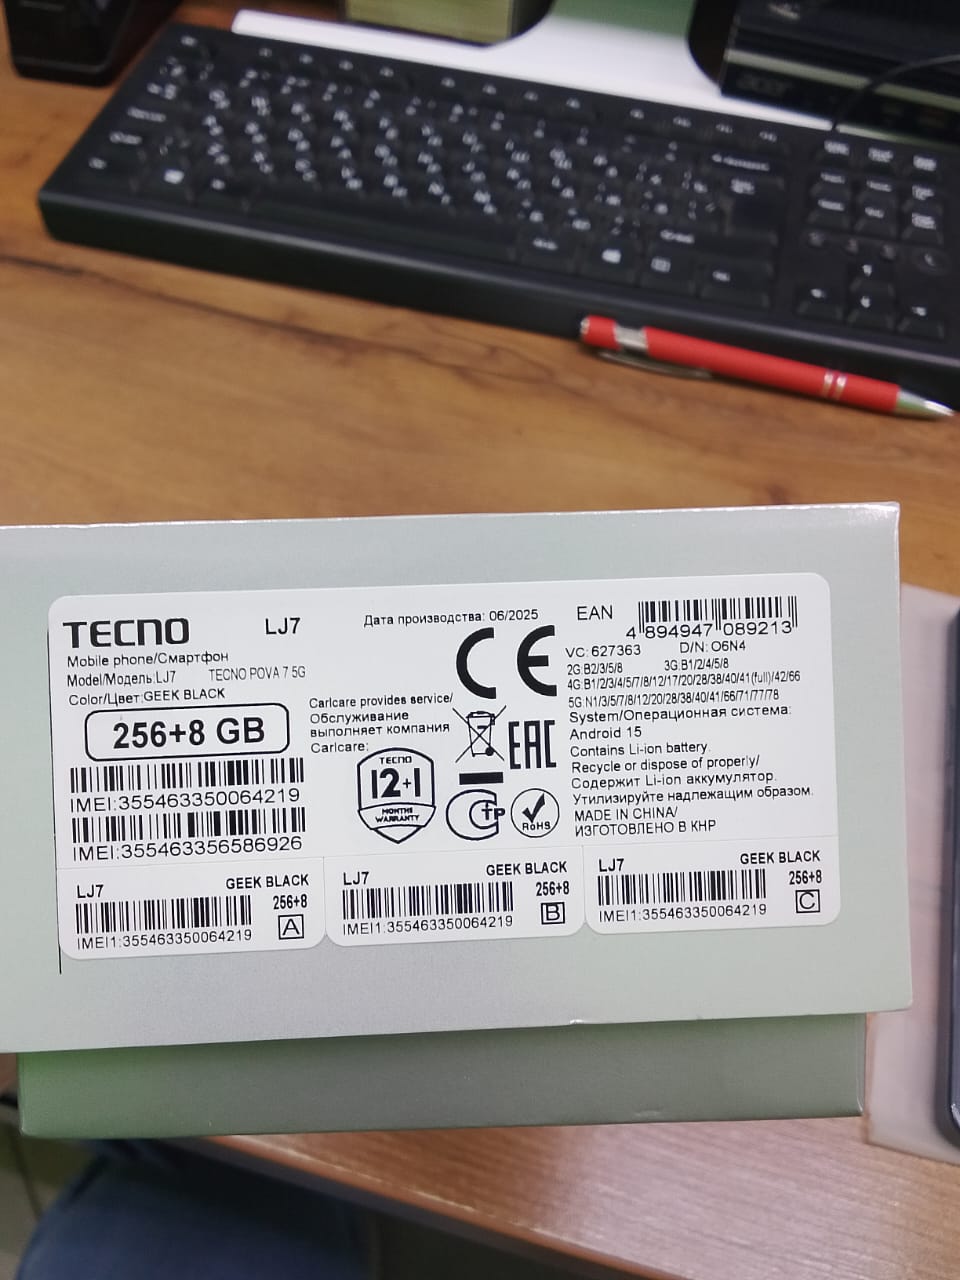 acer
TECNO
LJ7
Mobile phone/Смартфон
Model/Модель:LJ7 TECNO POVA 7 5G
Color/Цвет:GEEK BLACK
256+8 GB
IMEI:355463350064219
IMEI:355463356586926
Дата производства: 06/2025
Carlcare provides service/
Обслуживание
выполняет компания
Carlcare:
TECNO
12+1
MONTHS
WARRANTY
CE
EAC
RoHS
EAN
4 894947 089213
VC: 627363 D/N: O6N4
2G:B2/3/5/8 3G:B1/2/4/5/8
4G:B1/2/3/4/5/7/8/12/17/20/28/38/40/41(full)/42/66
5G:N1/3/5/7/8/12/20/28/38/40/41/66/71/77/78
System/Операционная система:
Android 15
Contains Li-ion battery.
Recycle or dispose of properly/
Содержит Li-ion аккумулятор.
Утилизируйте надлежащим образом.
MADE IN CHINA/
ИЗГОТОВЛЕНО В КНР
LJ7 GEEK BLACK
256+8
IMEI1:355463350064219 A
LJ7 GEEK BLACK
256+8
IMEI1:355463350064219 B
LJ7 GEEK BLACK
256+8
IMEI1:355463350064219 C